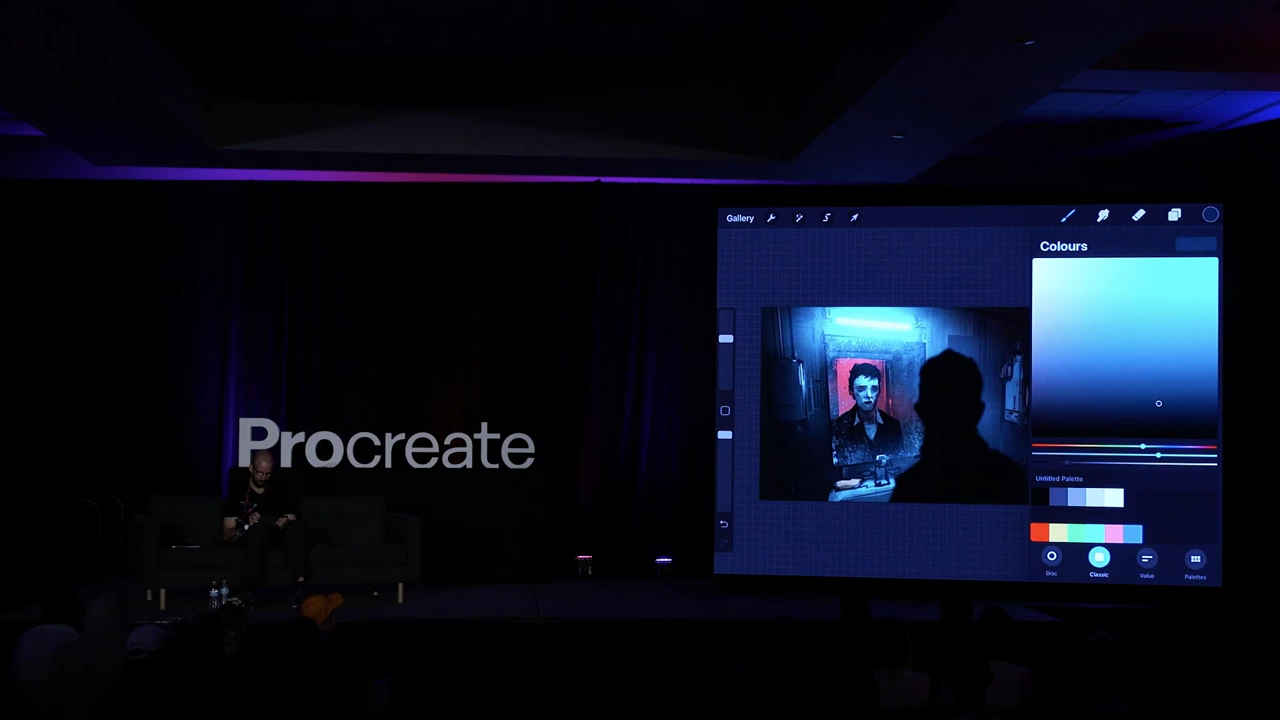 Procreate
Gallery
Colours
Untitled Palette
Disc
Classic
Value
Palettes